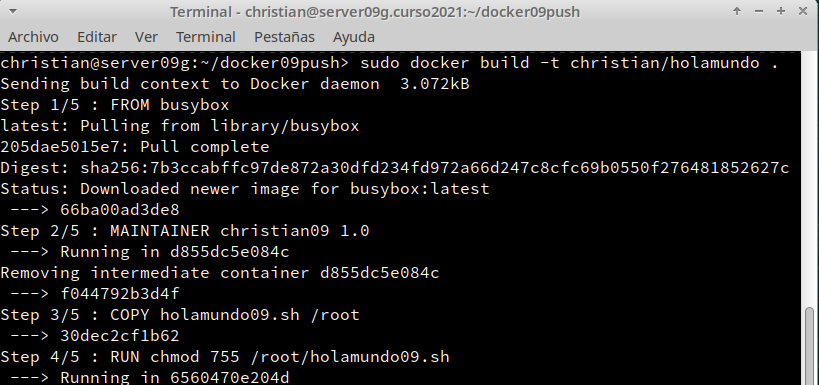 Terminal - christian@server09g.curso2021:~/docker09push
Archivo Editar Ver Terminal Pestañas Ayuda
christian@server09g:~/docker09push> sudo docker build -t christian/holamundo .
Sending build context to Docker daemon  3.072kB
Step 1/5 : FROM busybox
latest: Pulling from library/busybox
205dae5015e7: Pull complete
Digest: sha256:7b3ccabffc97de872a30dfd234fd972a66d247c8cfc69b0550f276481852627c
Status: Downloaded newer image for busybox:latest
 ---> 66ba00ad3de8
Step 2/5 : MAINTAINER christian09 1.0
 ---> Running in d855dc5e084c
Removing intermediate container d855dc5e084c
 ---> f044792b3d4f
Step 3/5 : COPY holamundo09.sh /root
 ---> 30dec2cf1b62
Step 4/5 : RUN chmod 755 /root/holamundo09.sh
 ---> Running in 6560470e204d